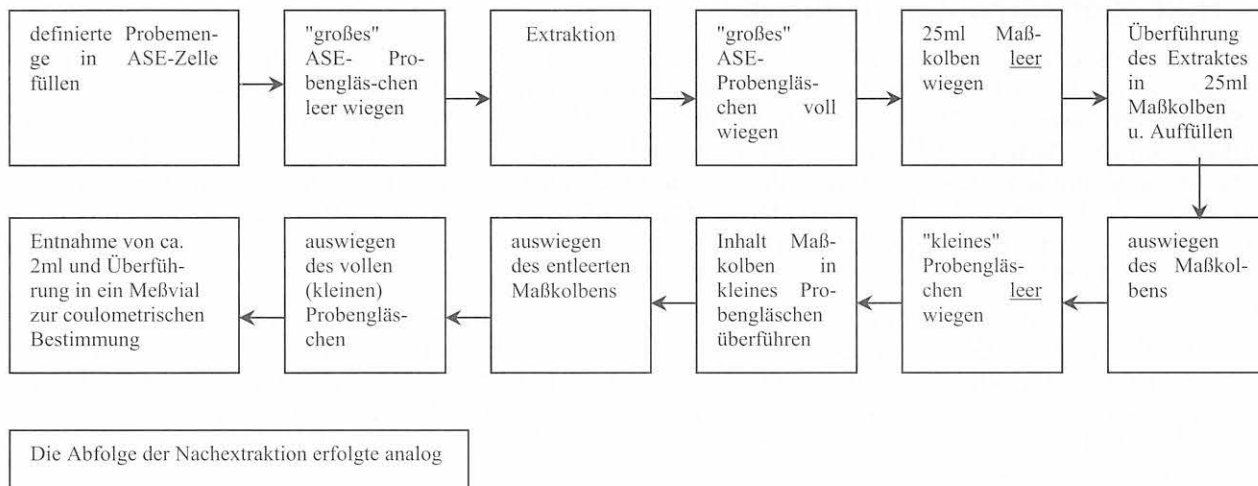 definierte Probemen-
ge in ASE-Zelle
füllen
"großes"
ASE- Pro-
bengläs-chen
leer wiegen
Extraktion
"großes"
ASE-
Probengläs-
chen voll
wiegen
25ml Maß-
kolben leer
wiegen
Überführung
des Extraktes
in 25ml
Maßkolben
u. Auffüllen
auswiegen
des Maßkol-
bens
"kleines"
Probengläs-
chen leer
wiegen
Inhalt Maß-
kolben in
kleines Pro-
bengläschen
überführen
auswiegen
des entleerten
Maßkolbens
auswiegen
des vollen
(kleinen)
Probengläs-
chen
Entnahme von ca.
2ml und Überfüh-
rung in ein Meßvial
zur coulometrischen
Bestimmung
Die Abfolge der Nachextraktion erfolgte analog